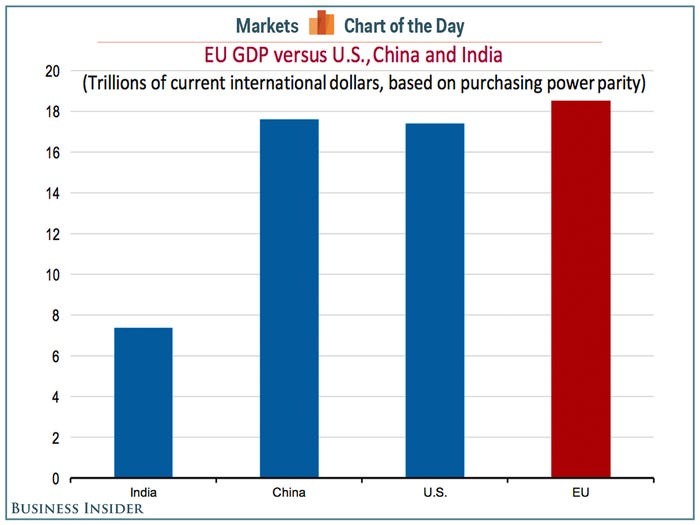 Markets Chart of the Day
EU GDP versus U.S.,China and India
(Trillions of current international dollars, based on purchasing power parity)
20
18
16
14
12
10
8
6
4
2
0
India China U.S. EU
BUSINESS INSIDER